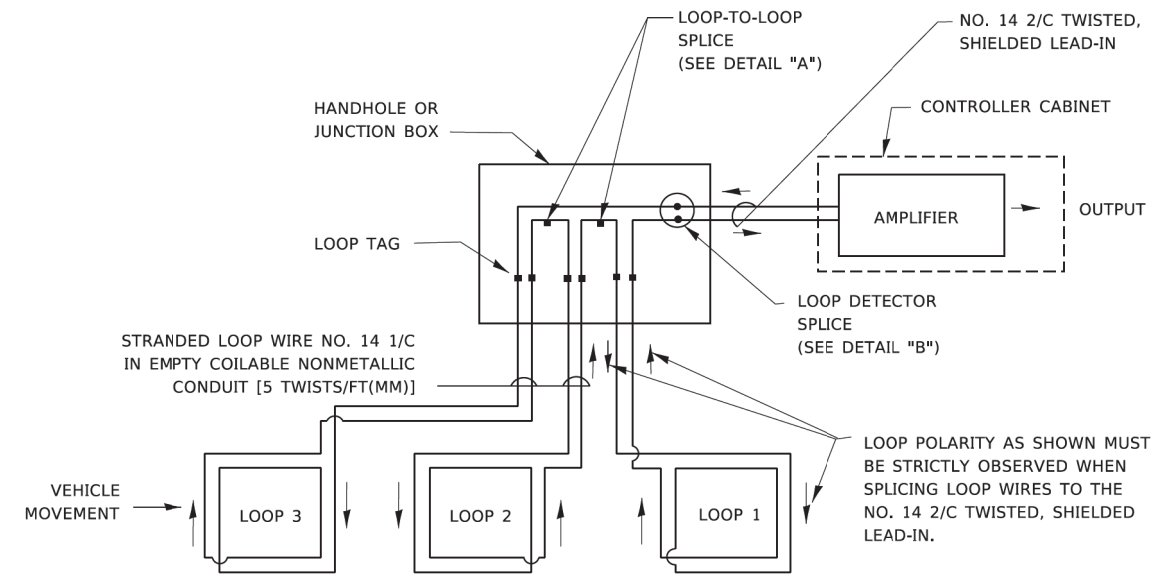 LOOP-TO-LOOP
SPLICE
(SEE DETAIL "A")
NO. 14 2/C TWISTED,
SHIELDED LEAD-IN
HANDHOLE OR
JUNCTION BOX
CONTROLLER CABINET
AMPLIFIER
OUTPUT
LOOP TAG
LOOP DETECTOR
SPLICE
(SEE DETAIL "B")
STRANDED LOOP WIRE NO. 14 1/C
IN EMPTY COILABLE NONMETALLIC
CONDUIT [5 TWISTS/FT(MM)]
LOOP POLARITY AS SHOWN MUST
BE STRICTLY OBSERVED WHEN
SPLICING LOOP WIRES TO THE
NO. 14 2/C TWISTED, SHIELDED
LEAD-IN.
VEHICLE
MOVEMENT
LOOP 3
LOOP 2
LOOP 1